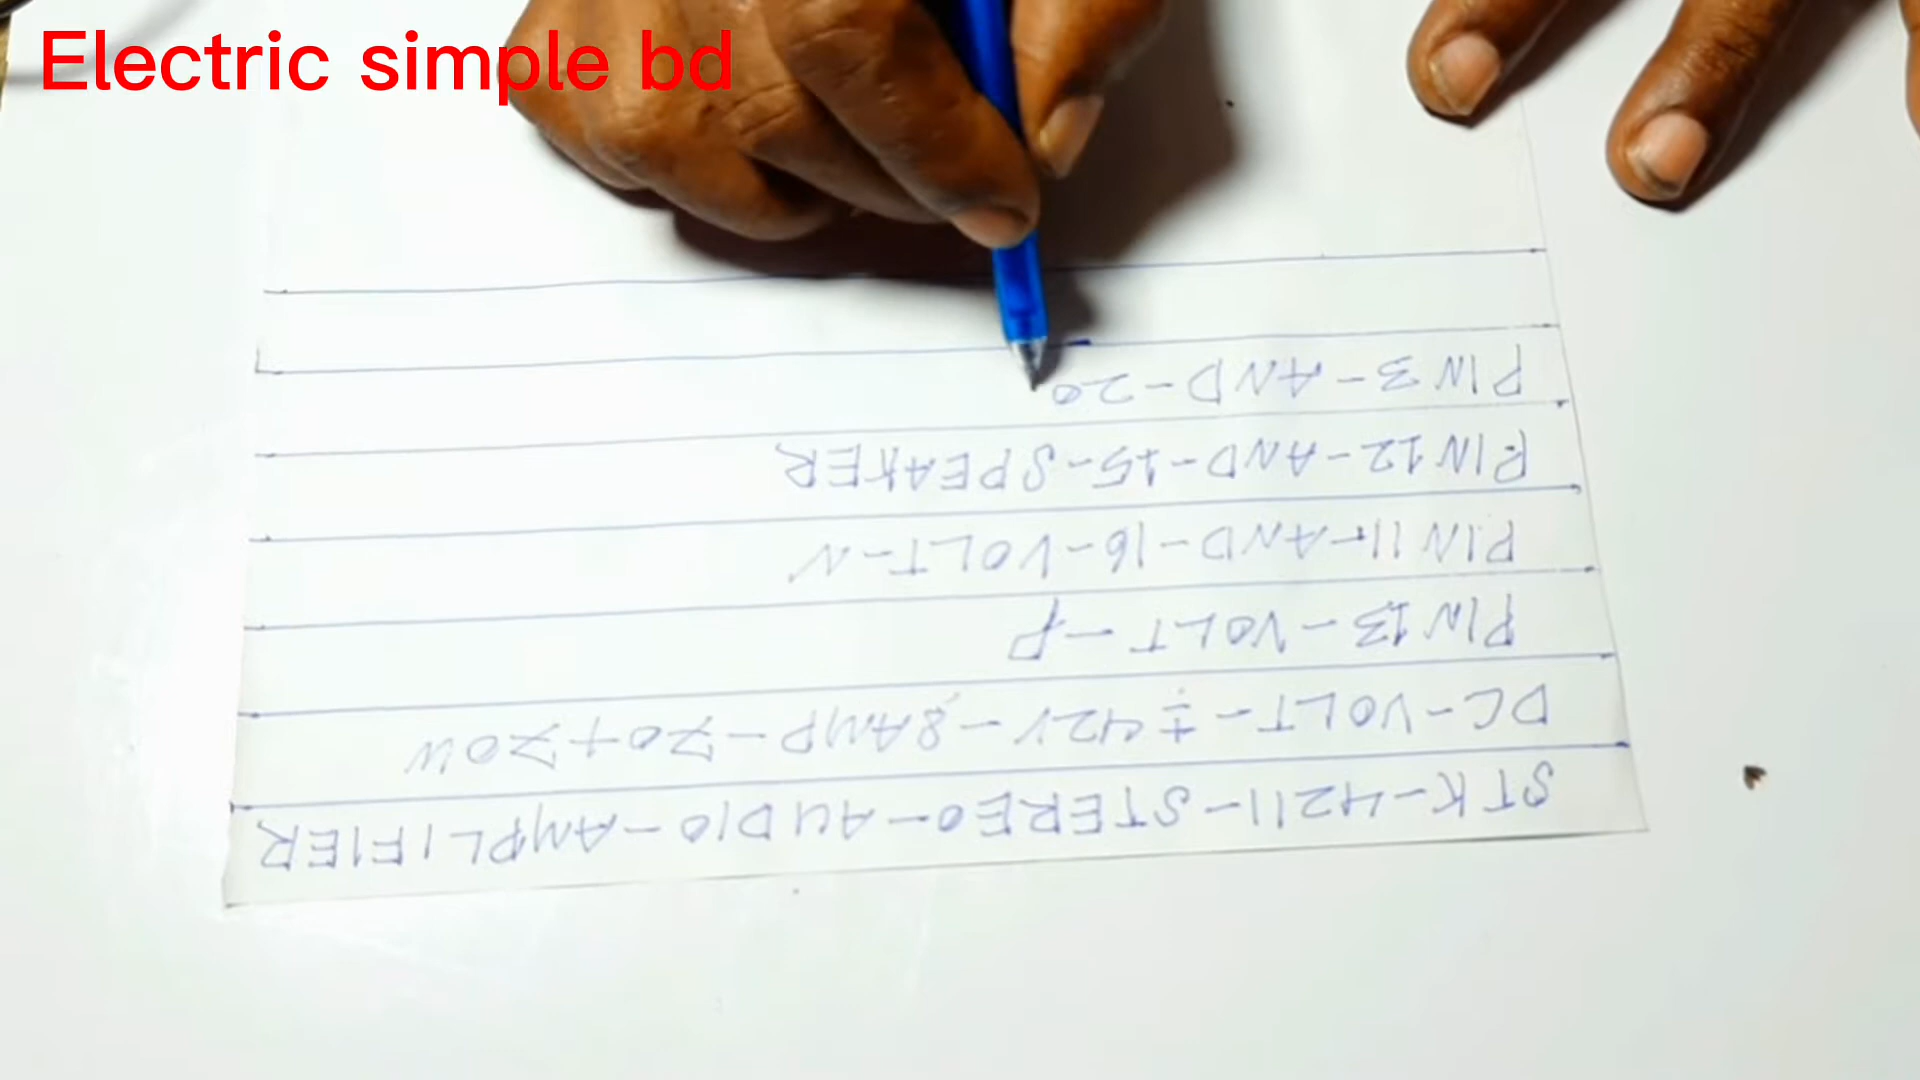 Electric simple bd
STK-4211-STEREO-AUDIO-AMPLIFIER
DC-VOLT-±42V-8AMP-70+70W
PIN 13-VOLT-P
PIN 11-AND-16-VOLT-N
PIN 12-AND-15-SPEAKER
PIN 3-AND-20